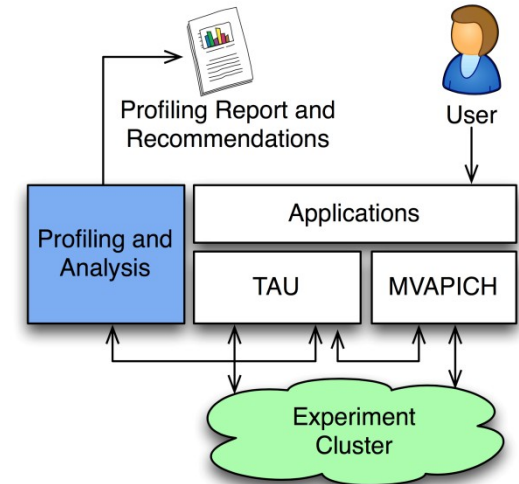 Profiling Report and
Recommendations
User
Profiling and
Analysis
Applications
TAU
MVAPICH
Experiment
Cluster